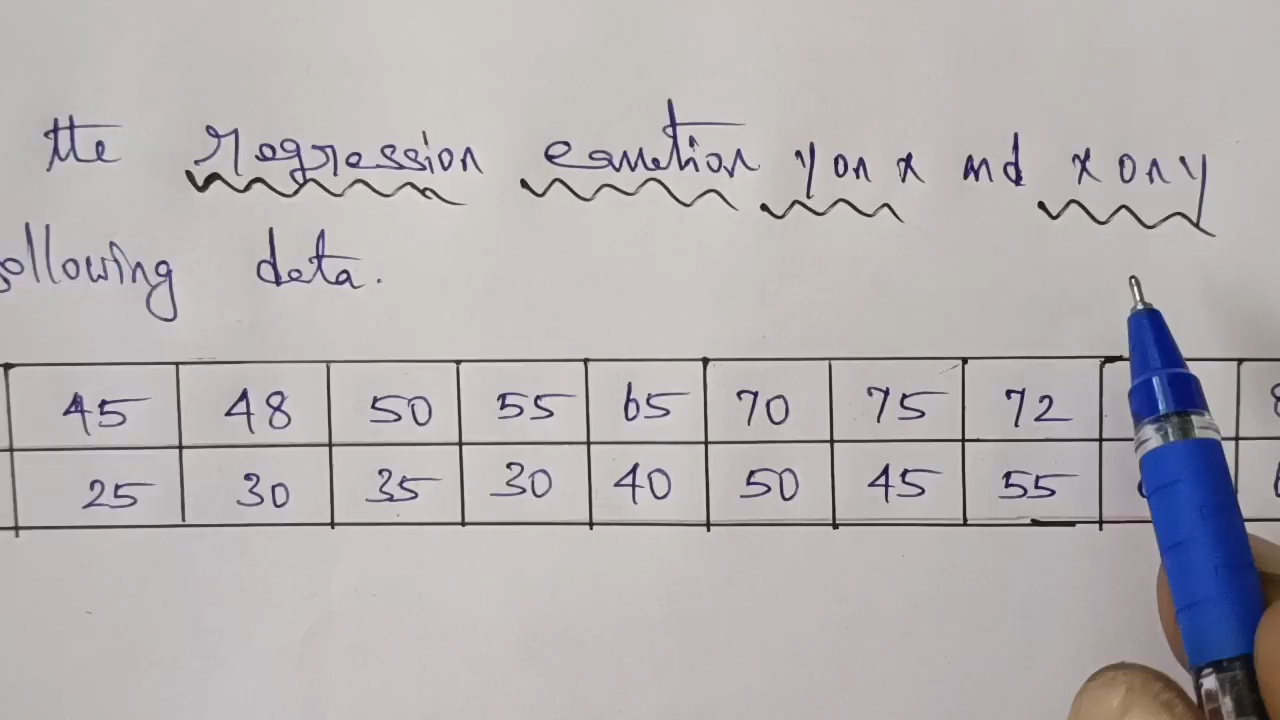 the regression eauation y on x and x on y
ollowing data.
45 48 50 55 65 70 75 72
25 30 35 30 40 50 45 55